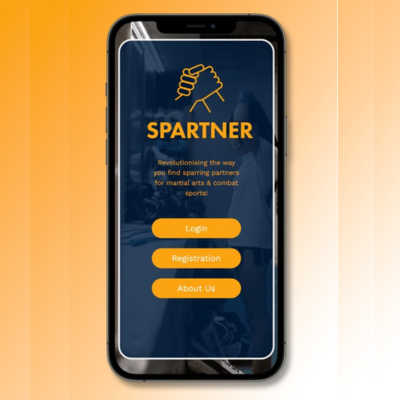 SPARTNER
Revolutionising the way
you find sparring partners
for martial arts & combat
sports!
Login
Registration
About Us